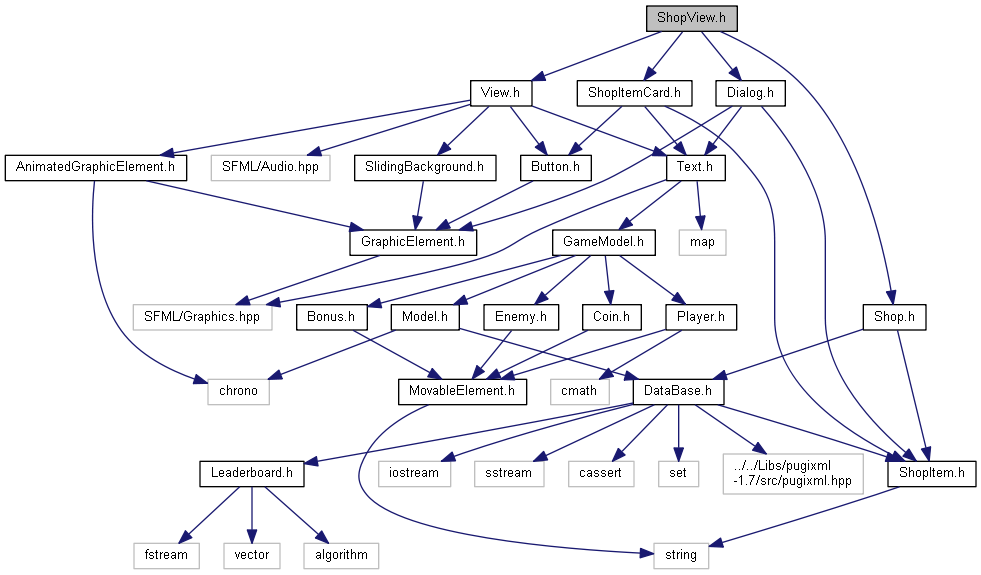 ShopView.h
View.h
ShopItemCard.h
Dialog.h
AnimatedGraphicElement.h
SFML/Audio.hpp
SlidingBackground.h
Button.h
Text.h
GraphicElement.h
GameModel.h
map
SFML/Graphics.hpp
Bonus.h
Model.h
Enemy.h
Coin.h
Player.h
Shop.h
chrono
MovableElement.h
cmath
DataBase.h
Leaderboard.h
iostream
sstream
cassert
set
../../Libs/pugixml
-1.7/src/pugixml.hpp
ShopItem.h
fstream
vector
algorithm
string